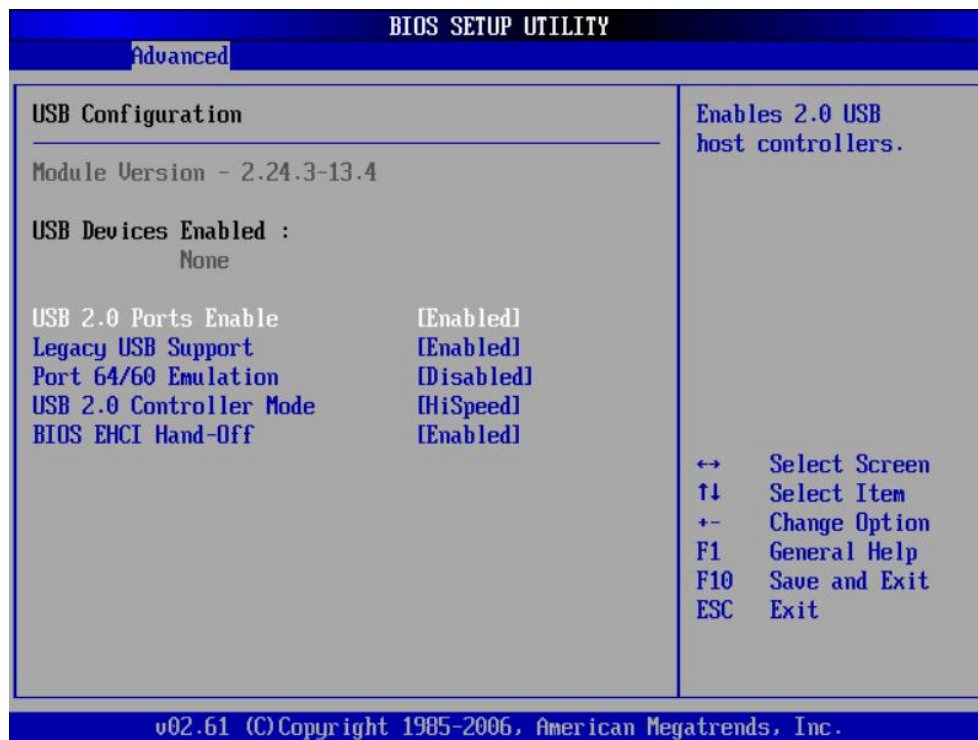 BIOS SETUP UTILITY
Advanced
USB Configuration
Module Version - 2.24.3-13.4
USB Devices Enabled :
None
USB 2.0 Ports Enable [Enabled]
Legacy USB Support [Enabled]
Port 64/60 Emulation [Disabled]
USB 2.0 Controller Mode [HiSpeed]
BIOS EHCI Hand-Off [Enabled]
Enables 2.0 USB
host controllers.
↔ Select Screen
↑↓ Select Item
+- Change Option
F1 General Help
F10 Save and Exit
ESC Exit
v02.61 (C)Copyright 1985-2006, American Megatrends, Inc.